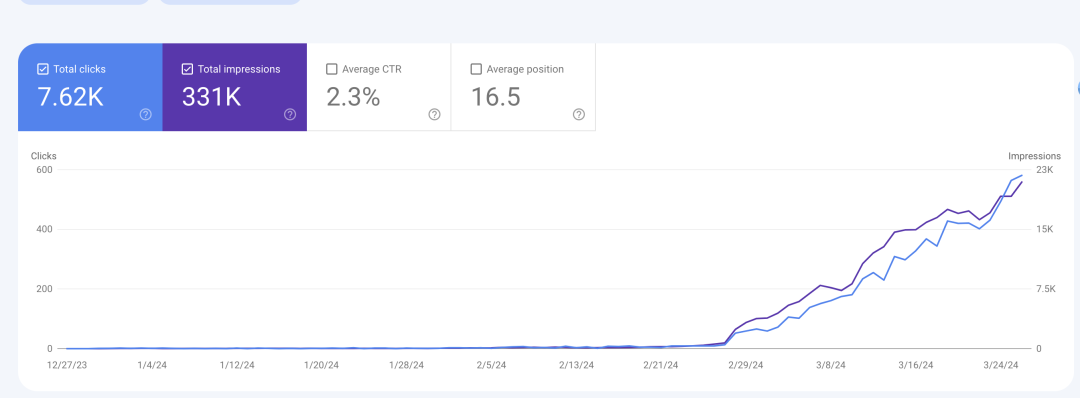 Total clicks
7.62K
Total impressions
331K
Average CTR
2.3%
Average position
16.5
Clicks
Impressions
600
23K
400
15K
200
7.5K
0
0
12/27/23 1/4/24 1/12/24 1/20/24 1/28/24 2/5/24 2/13/24 2/21/24 2/29/24 3/8/24 3/16/24 3/24/24